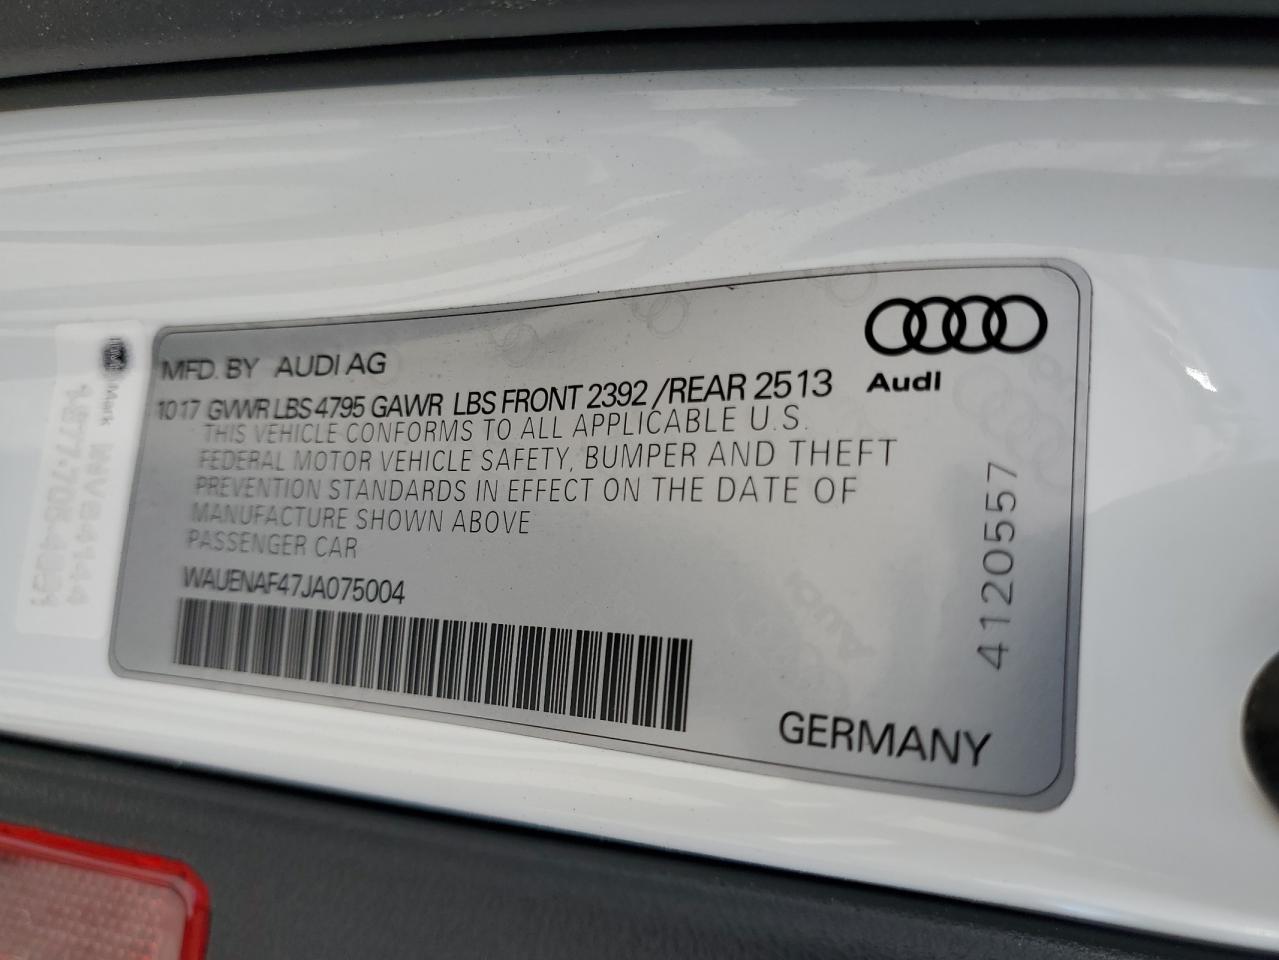 MFD. BY AUDI AG
10 17 GVWR LBS 4795 GAWR LBS FRONT 2392 /REAR 2513
THIS VEHICLE CONFORMS TO ALL APPLICABLE U.S.
FEDERAL MOTOR VEHICLE SAFETY, BUMPER AND THEFT
PREVENTION STANDARDS IN EFFECT ON THE DATE OF
MANUFACTURE SHOWN ABOVE
PASSENGER CAR
WAUENAF47JA075004
Audi
4120557
GERMANY